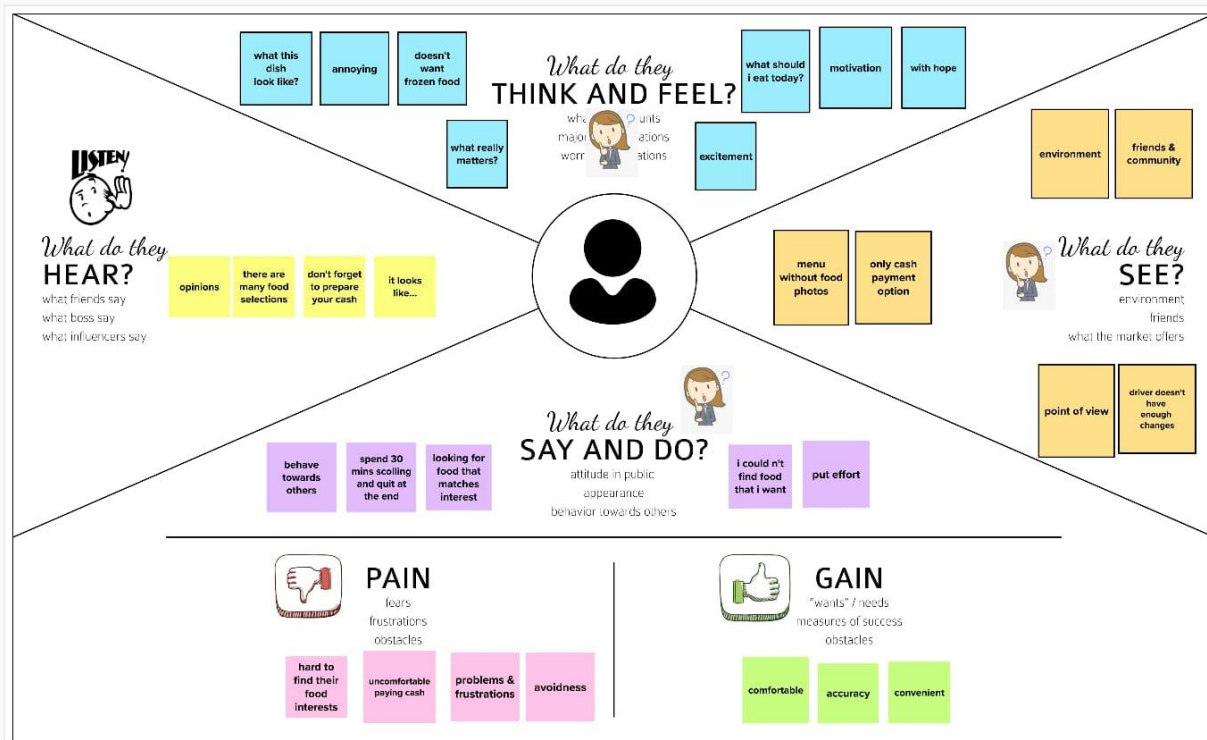 what this
dish
look like?
annoying
doesn't
want
frozen food
What do they
THINK AND FEEL?
what should
i eat today?
motivation
with hope
what really
matters?
excitement
LISTEN!
What do they
HEAR?
what friends say
what boss say
what influencers say
opinions
there are
many food
selections
don't forget
to prepare
your cash
it looks
like...
environment
friends &
community
menu
without food
photos
only cash
payment
option
What do they
SEE?
environment
friends
what the market offers
point of view
driver doesn't
have
enough
changes
What do they
SAY AND DO?
attitude in public
appearance
behavior towards others
behave
towards
others
spend 30
mins scolling
and quit at
the end
looking for
food that
matches
interest
i could n't
find food
that i want
put effort
PAIN
fears
frustrations
obstacles
hard to
find their
food
interests
uncomfortable
paying cash
problems &
frustrations
avoidness
GAIN
"wants" / needs
measures of success
obstacles
comfortable
accuracy
convenient